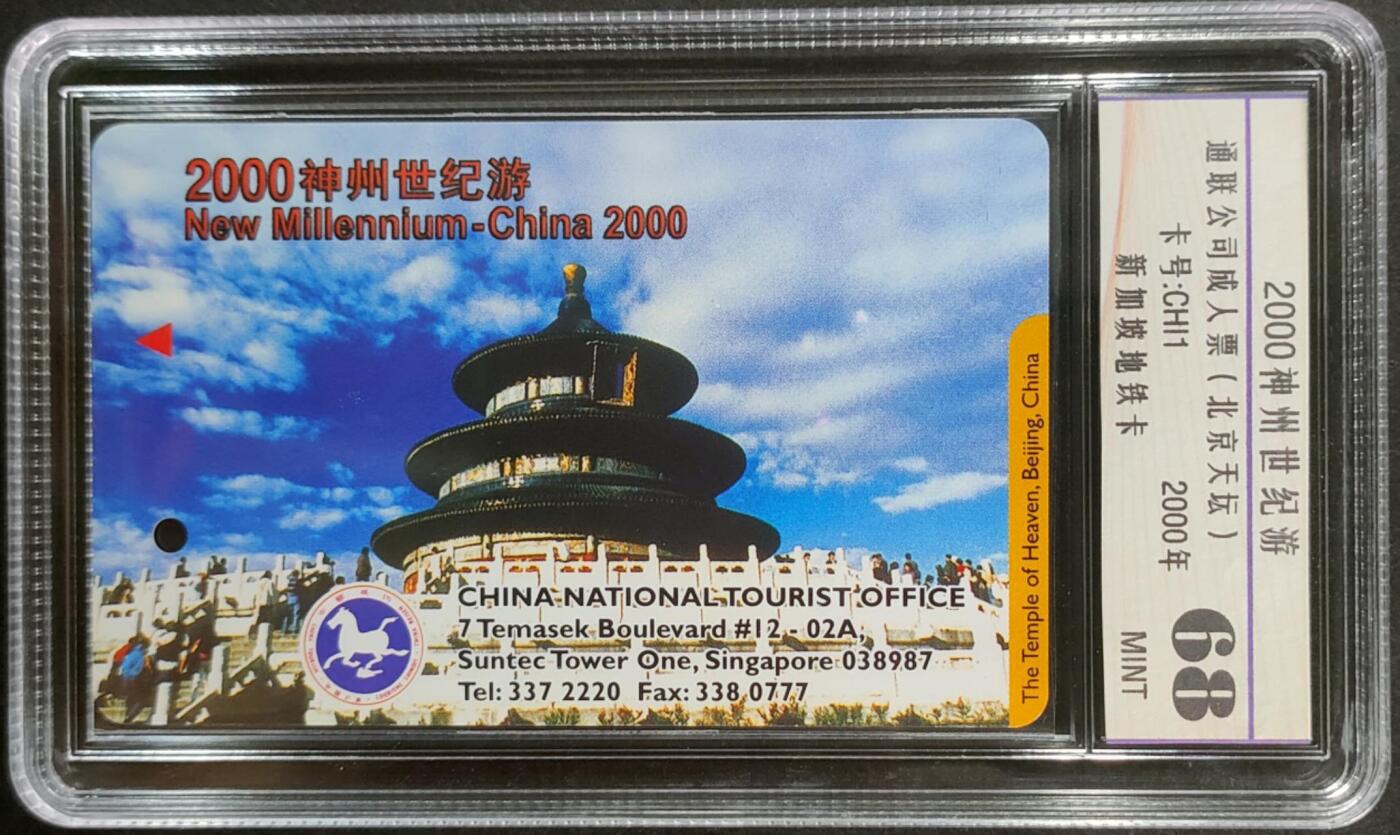 2000神州世纪游
New Millennium-China 2000
The Temple of Heaven, Beijing, China
CHINA NATIONAL TOURIST OFFICE
7 Temasek Boulevard #12 - 02A,
Suntec Tower One, Singapore 038987
Tel: 337 2220 Fax: 338 0777
2000神州世纪游
通联公司成人票(北京天坛)
卡号:CHI1 2000年
新加坡地铁卡
68
MINT